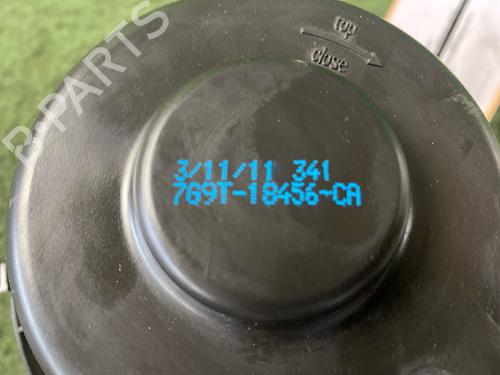 top
close
3/11/11 341
7G9T-18456~CA
B-PARTS